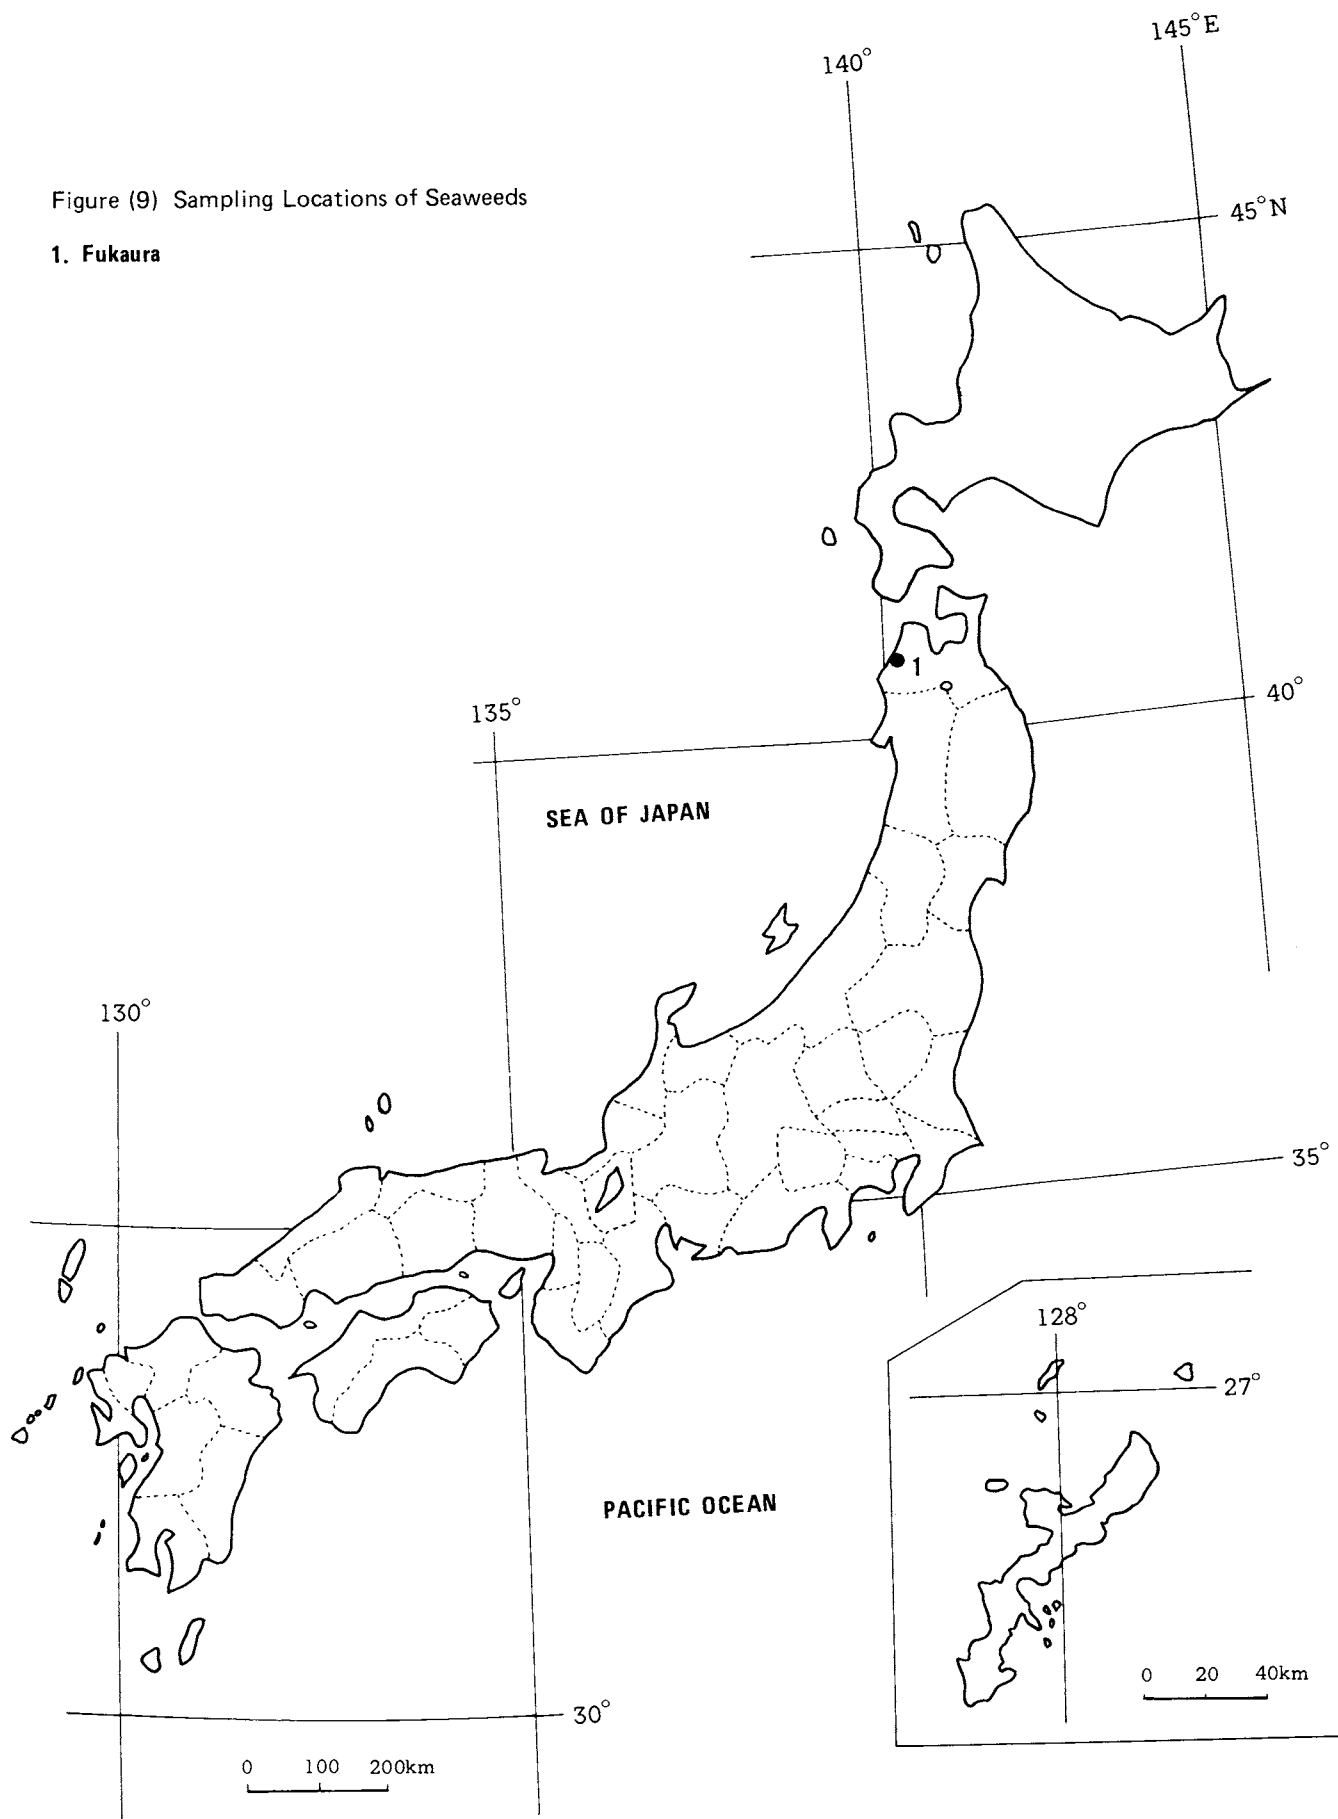 145°E
140°
Figure (9) Sampling Locations of Seaweeds
45°N
1. Fukaura
1
40°
135°
SEA OF JAPAN
130°
35°
128°
27°
PACIFIC OCEAN
0 20 40km
30°
0 100 200km